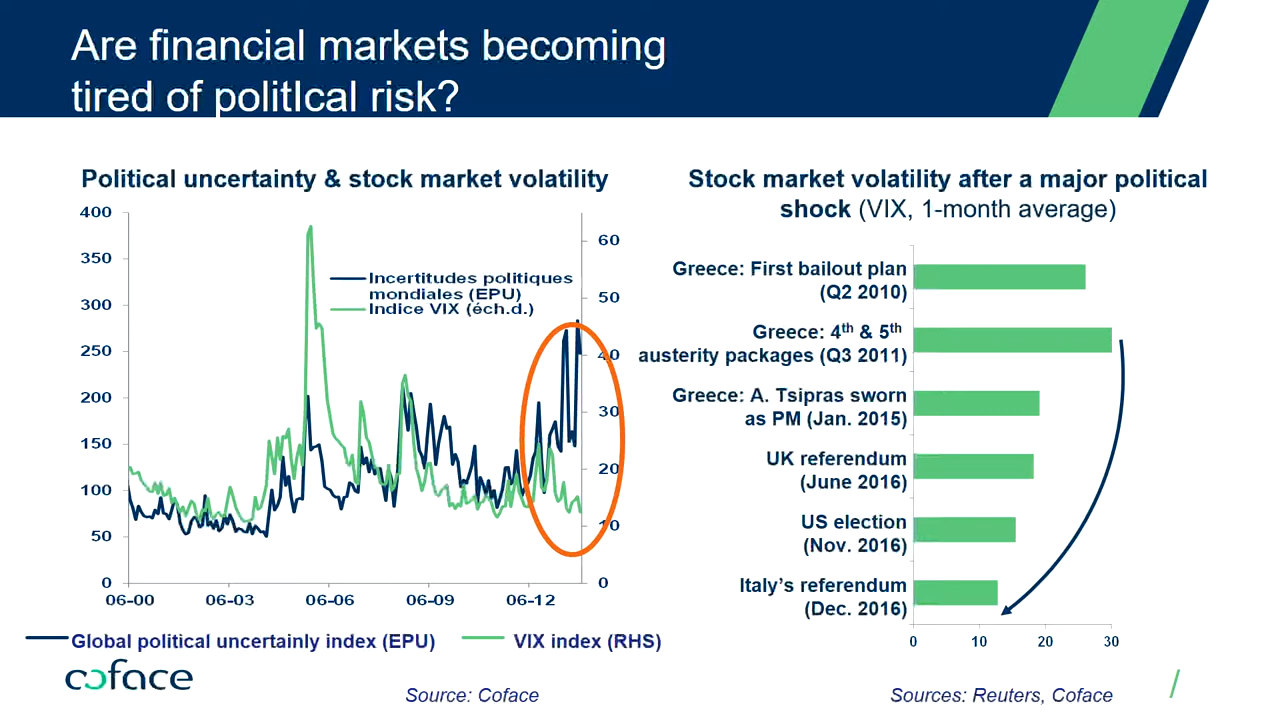 Are financial markets becoming
tired of politIcal risk?
Political uncertainty & stock market volatility
400
350
300
250
200
150
100
50
0
60
50
40
30
20
10
0
Incertitudes politiques
mondiales (EPU)
Indice VIX (éch.d.)
06-00
06-03
06-06
06-09
06-12
Global political uncertainly index (EPU)
VIX index (RHS)
Source: Coface
Stock market volatility after a major political
shock (VIX, 1-month average)
Greece: First bailout plan
(Q2 2010)
Greece: 4th & 5th
austerity packages (Q3 2011)
Greece: A. Tsipras sworn
as PM (Jan. 2015)
UK referendum
(June 2016)
US election
(Nov. 2016)
Italy's referendum
(Dec. 2016)
0
10
20
30
Sources: Reuters, Coface
coface
/